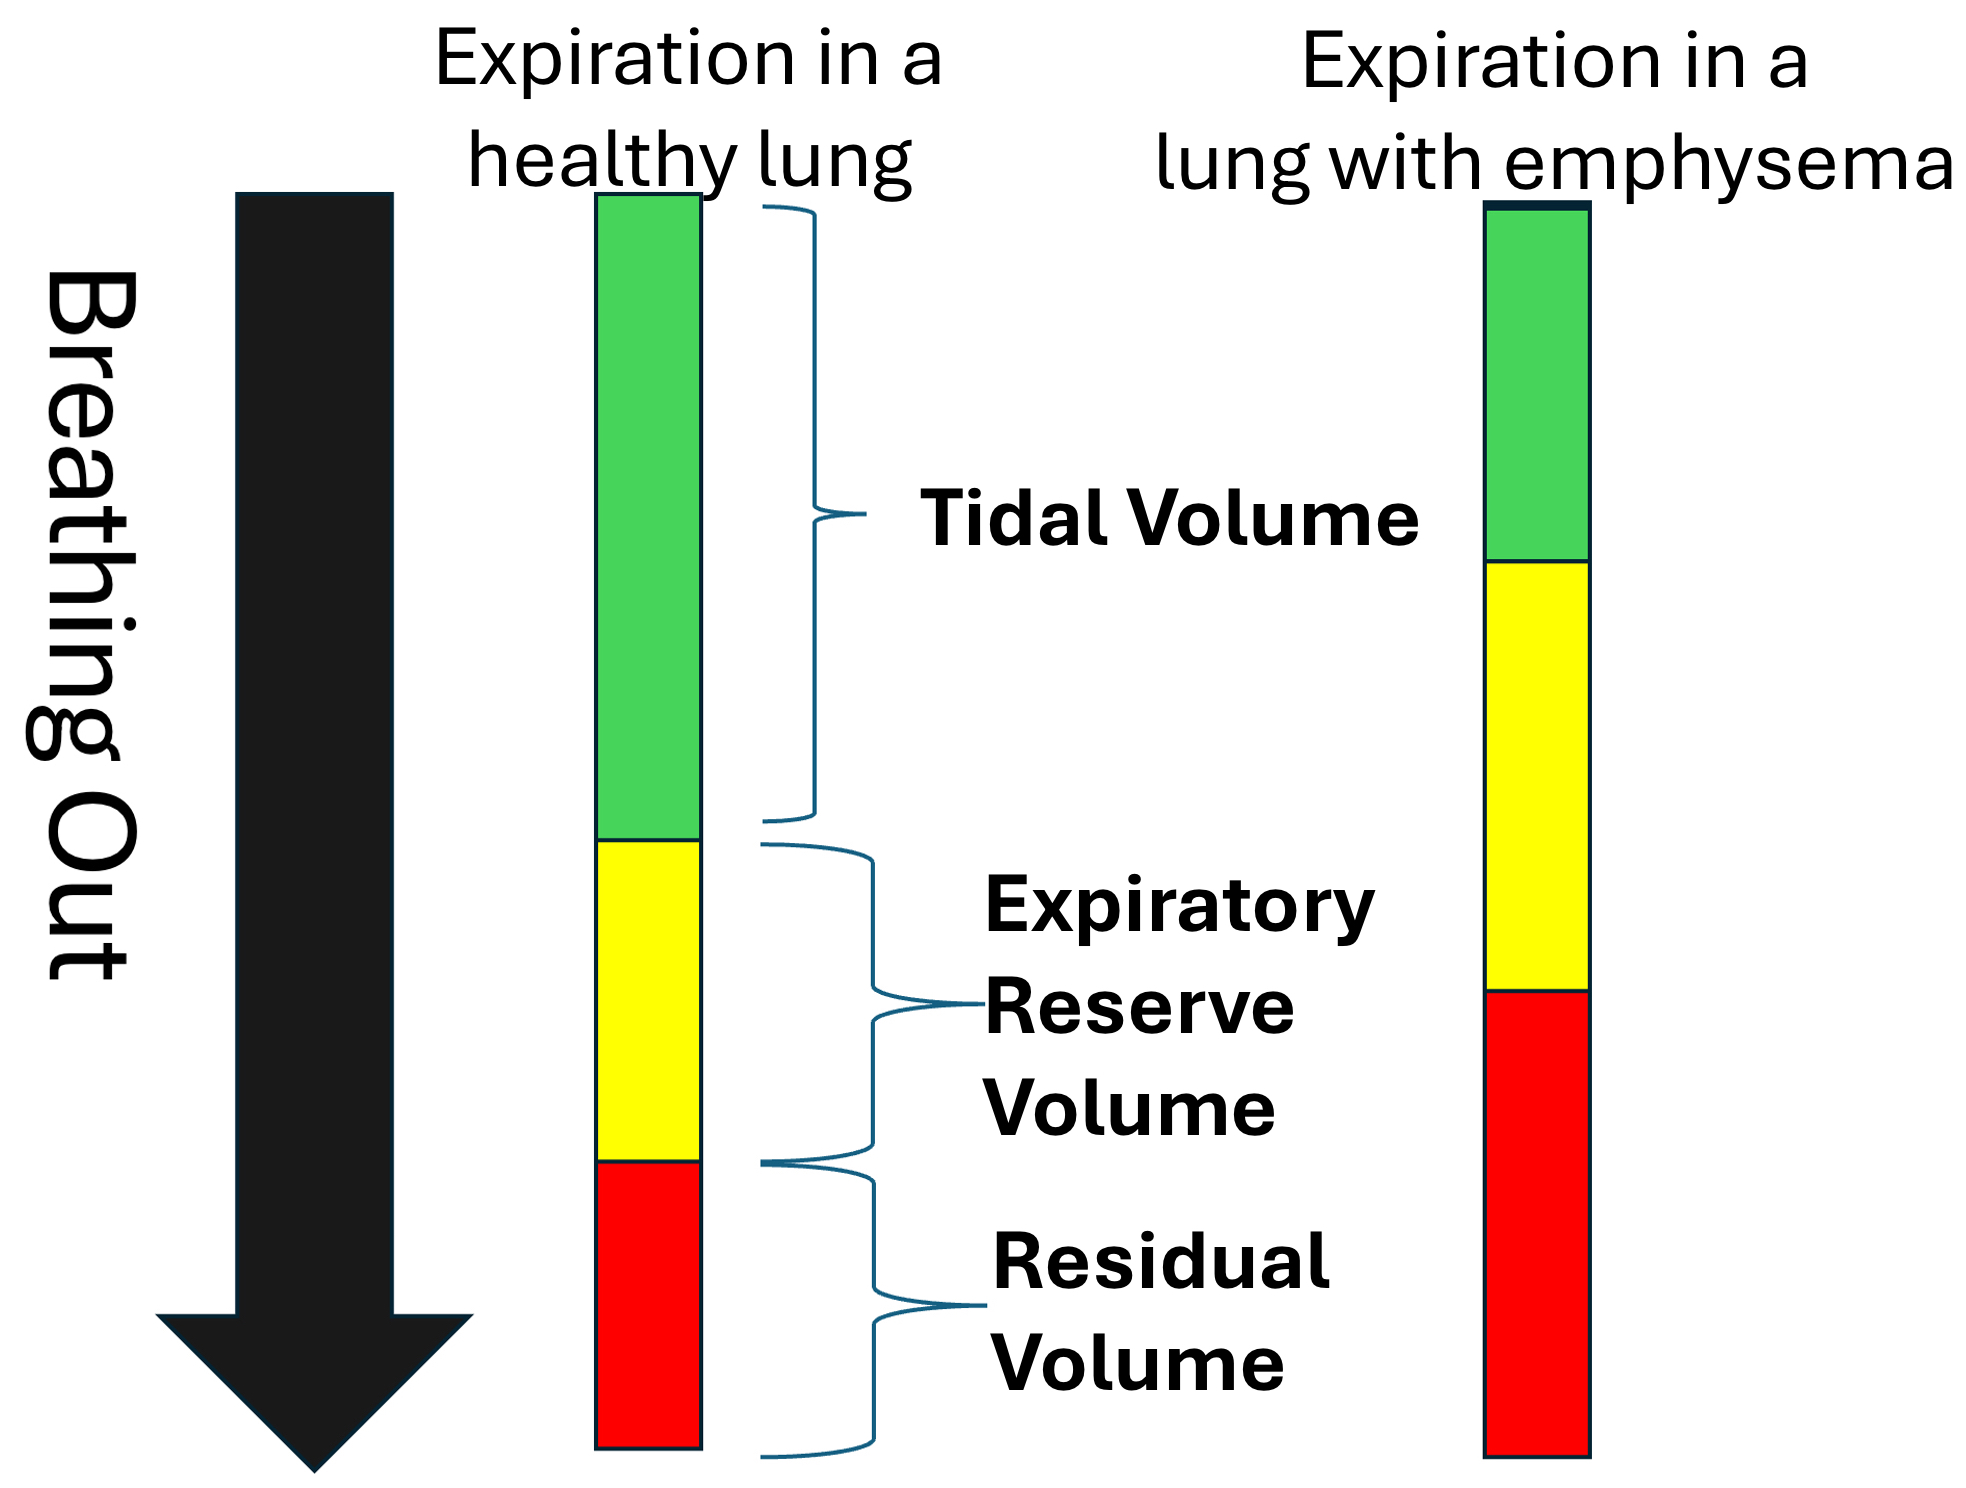 Expiration in a
healthy lung
Expiration in a
lung with emphysema
Breathing Out
Tidal Volume
Expiratory
Reserve
Volume
Residual
Volume